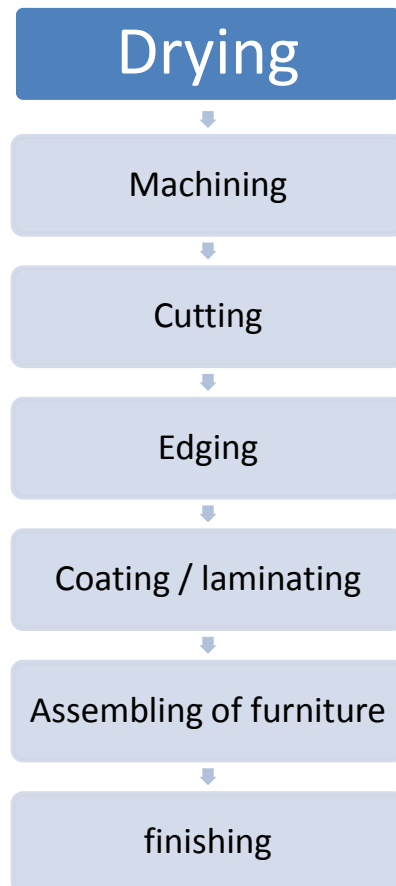 Drying
Machining
Cutting
Edging
Coating / laminating
Assembling of furniture
finishing